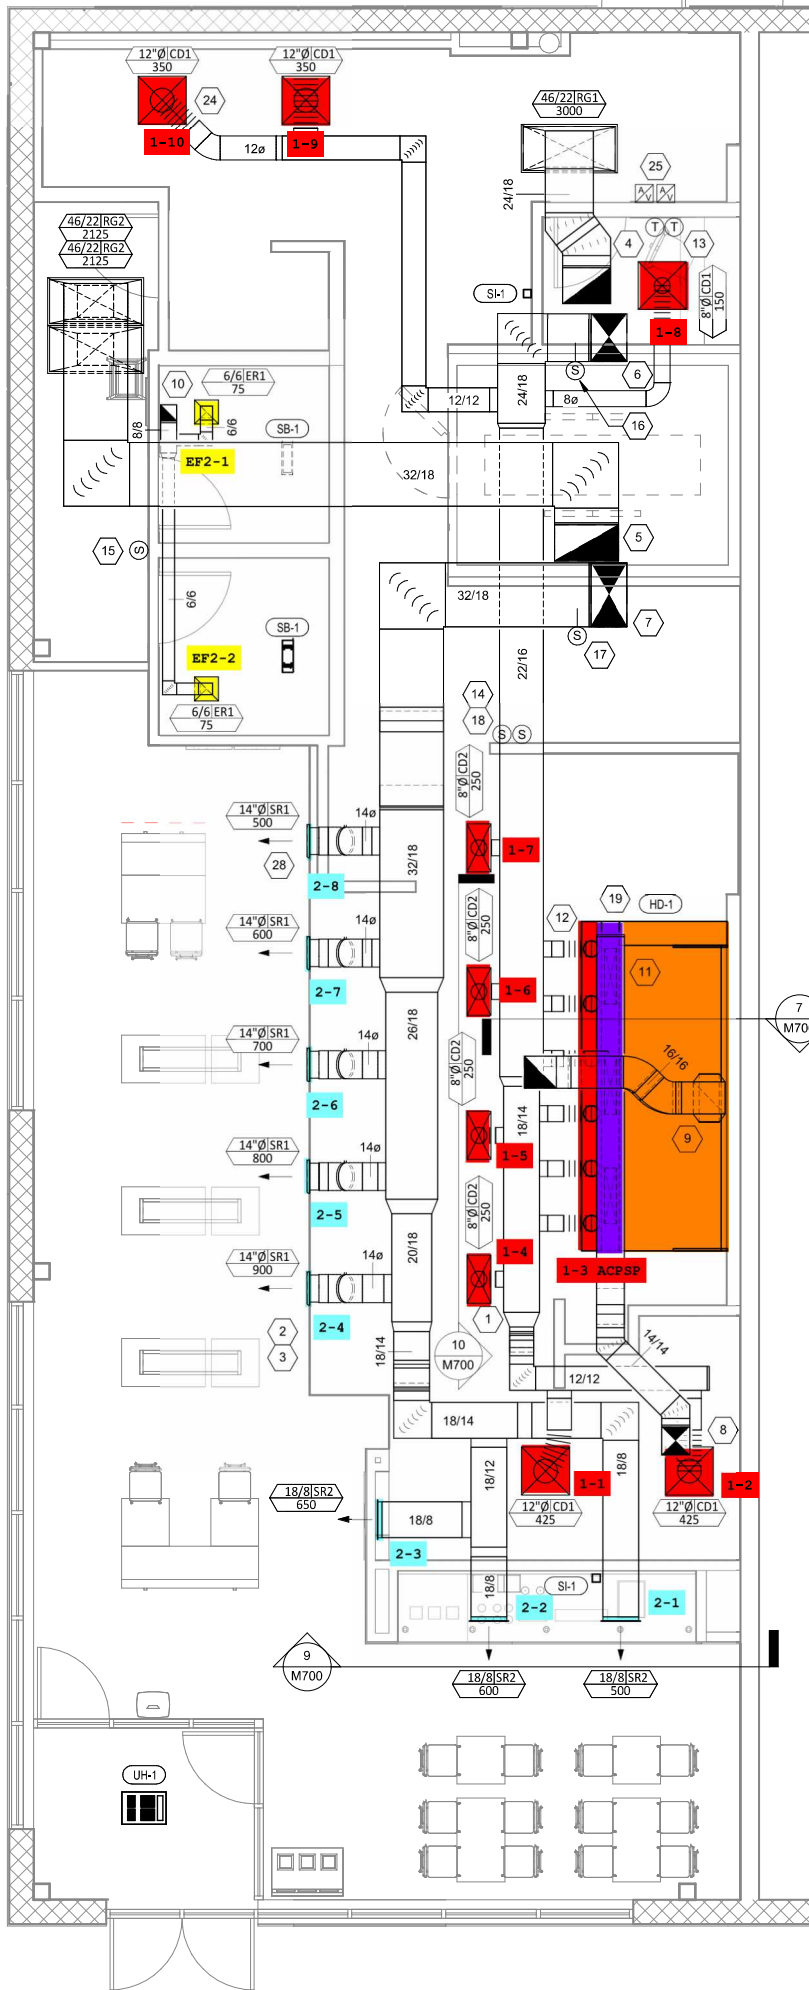 12"Ø CD1
350
12"Ø CD1
350
24
1-10
1-9
12ø
46/22 RG1
3000
24/18
25
A
V
A
V
T
T
4
13
46/22 RG2
2125
46/22 RG2
2125
SI-1
8"Ø CD1
150
1-8
10
6/6 ER1
75
8/8
6/6
SB-1
EF2-1
24/18
12/12
8ø
S
6
16
32/18
15
S
5
6/6
32/18
7
S
17
SB-1
EF2-2
6/6 ER1
75
22/16
14
18
S
S
8"Ø CD2
250
14"Ø SR1
500
14ø
28
2-8
32/18
1-7
14"Ø SR1
600
14ø
2-7
8"Ø CD2
250
1-6
12
19
HD-1
11
7
M70
14"Ø SR1
700
14ø
2-6
26/18
8"Ø CD2
250
16/16
18/14
9
1-5
14"Ø SR1
800
14ø
2-5
8"Ø CD2
250
1-4
20/18
14"Ø SR1
900
14ø
2-4
1-3 ACPSP
1
2
3
18/14
10
M700
14/14
12/12
18/14
8
18/12
18/8
1-1
1-2
12"Ø CD1
425
12"Ø CD1
425
18/8 SR2
650
18/8
2-3
18/8
SI-1
2-2
2-1
9
M700
18/8 SR2
600
18/8 SR2
500
UH-1